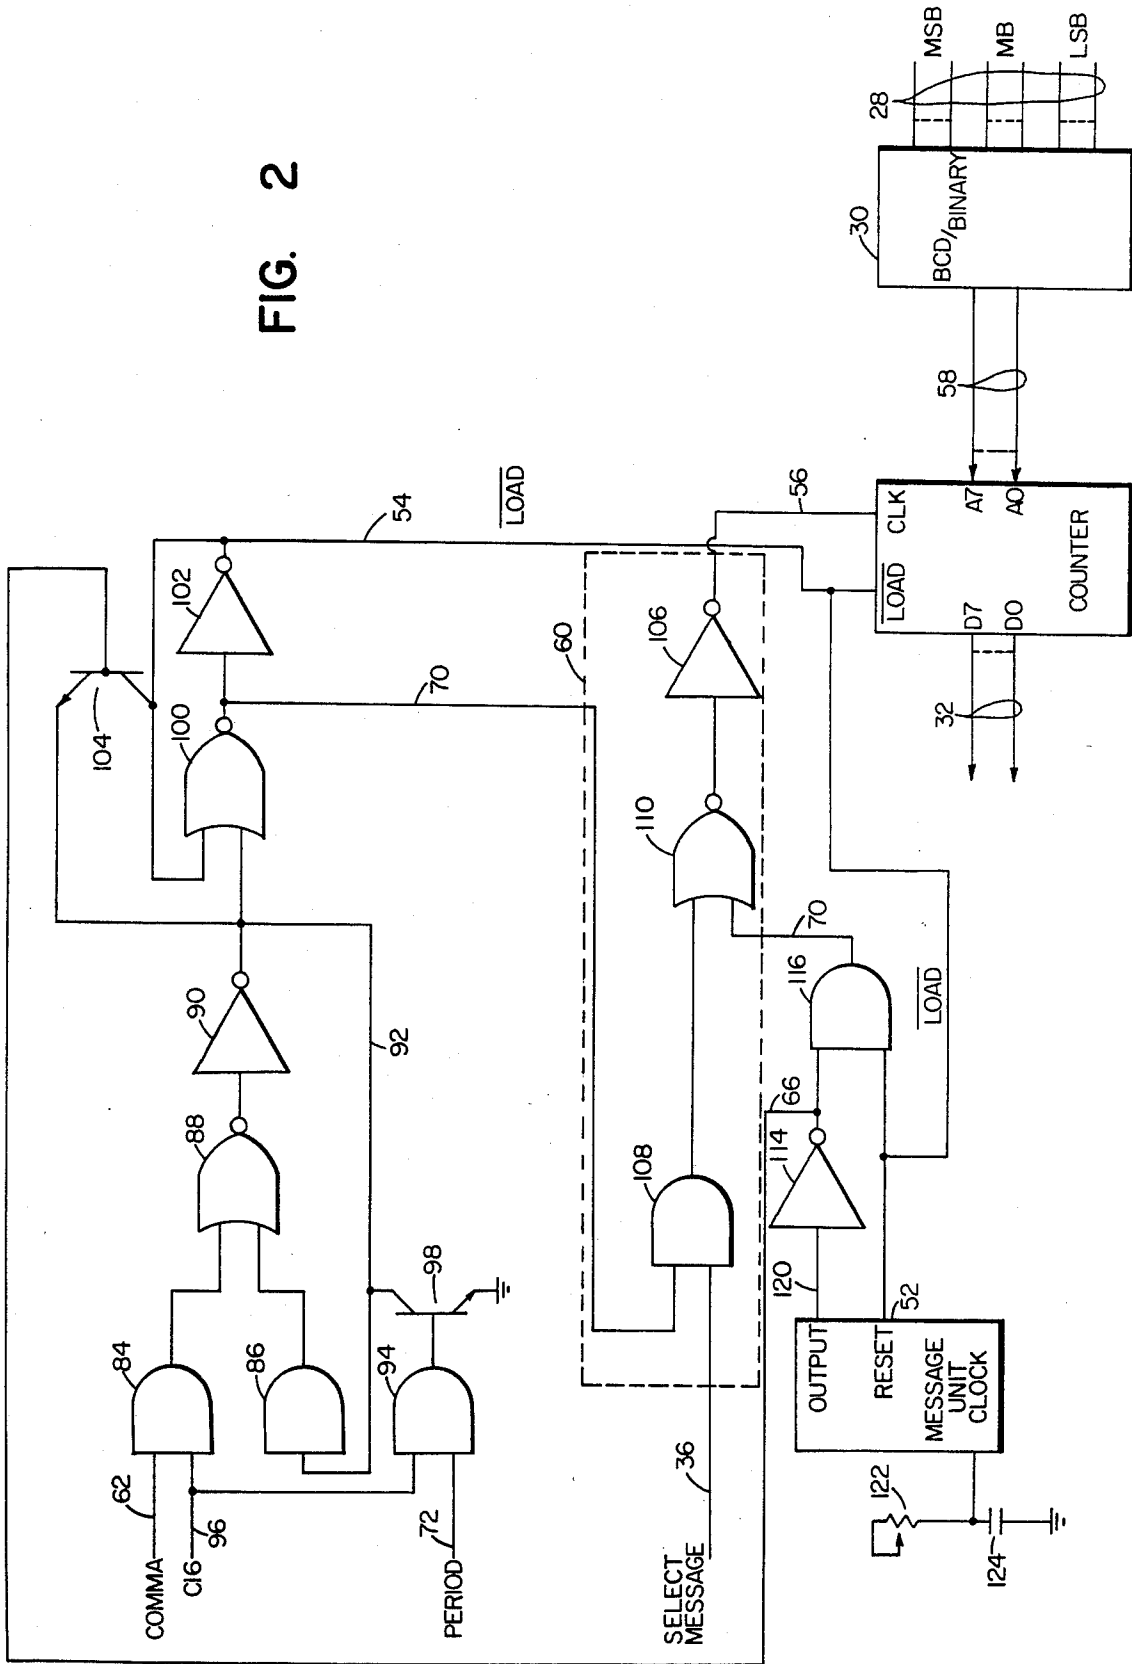 FIG. 2
COMMA
62
C16
96
PERIOD
72
84
86
94
98
88
90
92
104
100
102
54
LOAD
70
60
SELECT
MESSAGE
36
108
110
106
56
66
70
114
116
LOAD
120
OUTPUT
RESET
52
MESSAGE
UNIT
CLOCK
122
124
32
D7
D0
LOAD
CLK
COUNTER
A7
A0
58
30
BCD/BINARY
28
MSB
MB
LSB